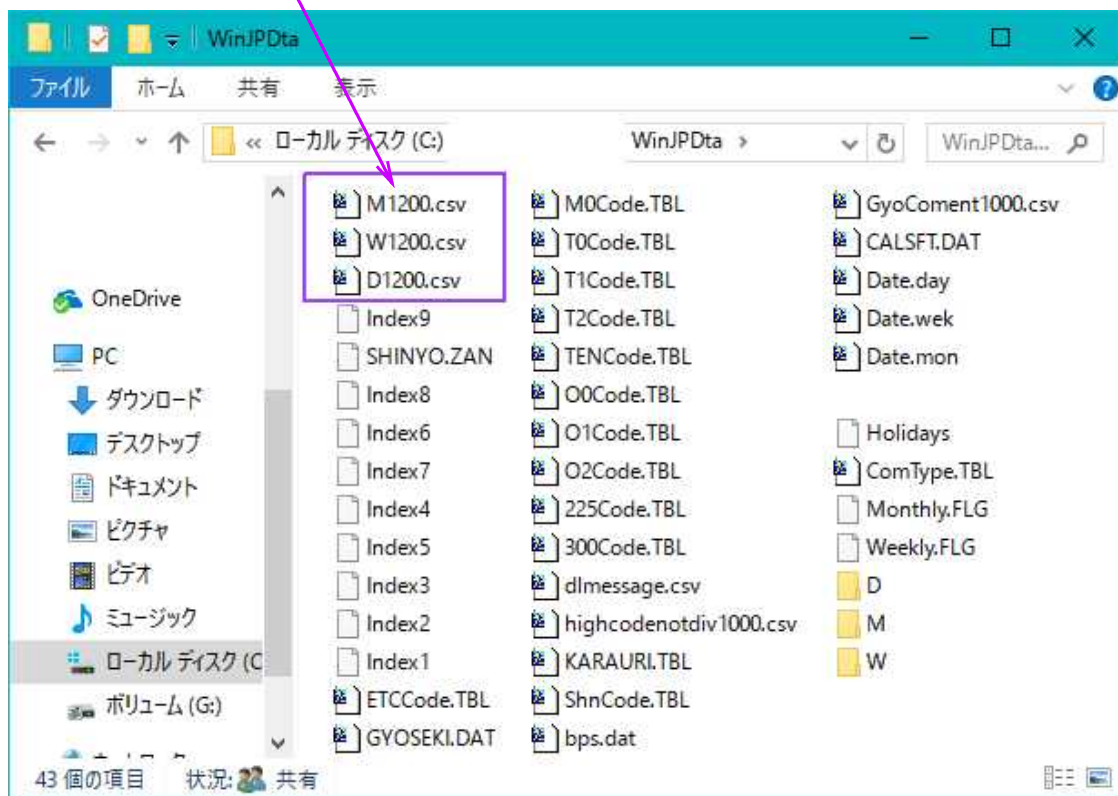 WinJPDta
ファイル ホーム 共有 表示
« ローカル ディスク (C:) WinJPDta > WinJPDta...
OneDrive
PC
ダウンロード
デスクトップ
ドキュメント
ピクチャ
ビデオ
ミュージック
ローカル ディスク (C
ボリューム (G:)
M1200.csv
W1200.csv
D1200.csv
Index9
SHINYO.ZAN
Index8
Index6
Index7
Index4
Index5
Index3
Index2
Index1
ETCCode.TBL
GYOSEKI.DAT
M0Code.TBL
T0Code.TBL
T1Code.TBL
T2Code.TBL
TENCode.TBL
O0Code.TBL
O1Code.TBL
O2Code.TBL
225Code.TBL
300Code.TBL
dlmessage.csv
highcodenotdiv1000.csv
KARAURI.TBL
ShnCode.TBL
bps.dat
GyoComent1000.csv
CALSFT.DAT
Date.day
Date.wek
Date.mon
Holidays
ComType.TBL
Monthly.FLG
Weekly.FLG
D
M
W
43 個の項目 状況: 共有